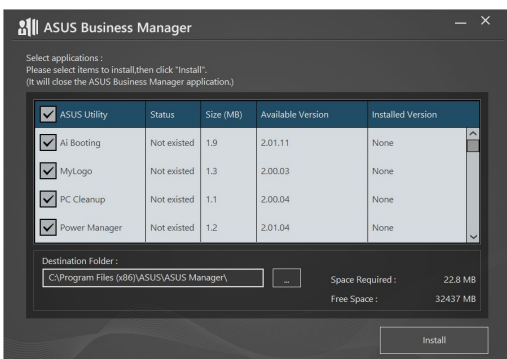 ASUS Business Manager
Select applications :
Please select items to install,then click "Install".
(It will close the ASUS Business Manager application.)
ASUS Utility Status Size (MB) Available Version Installed Version
Ai Booting Not existed 1.9 2.01.11 None
MyLogo Not existed 1.3 2.00.03 None
PC Cleanup Not existed 1.1 2.00.04 None
Power Manager Not existed 1.2 2.01.04 None
Destination Folder :
C:\Program Files (x86)\ASUS\ASUS Manager\ ... Space Required : 22.8 MB
Free Space : 32437 MB
Install